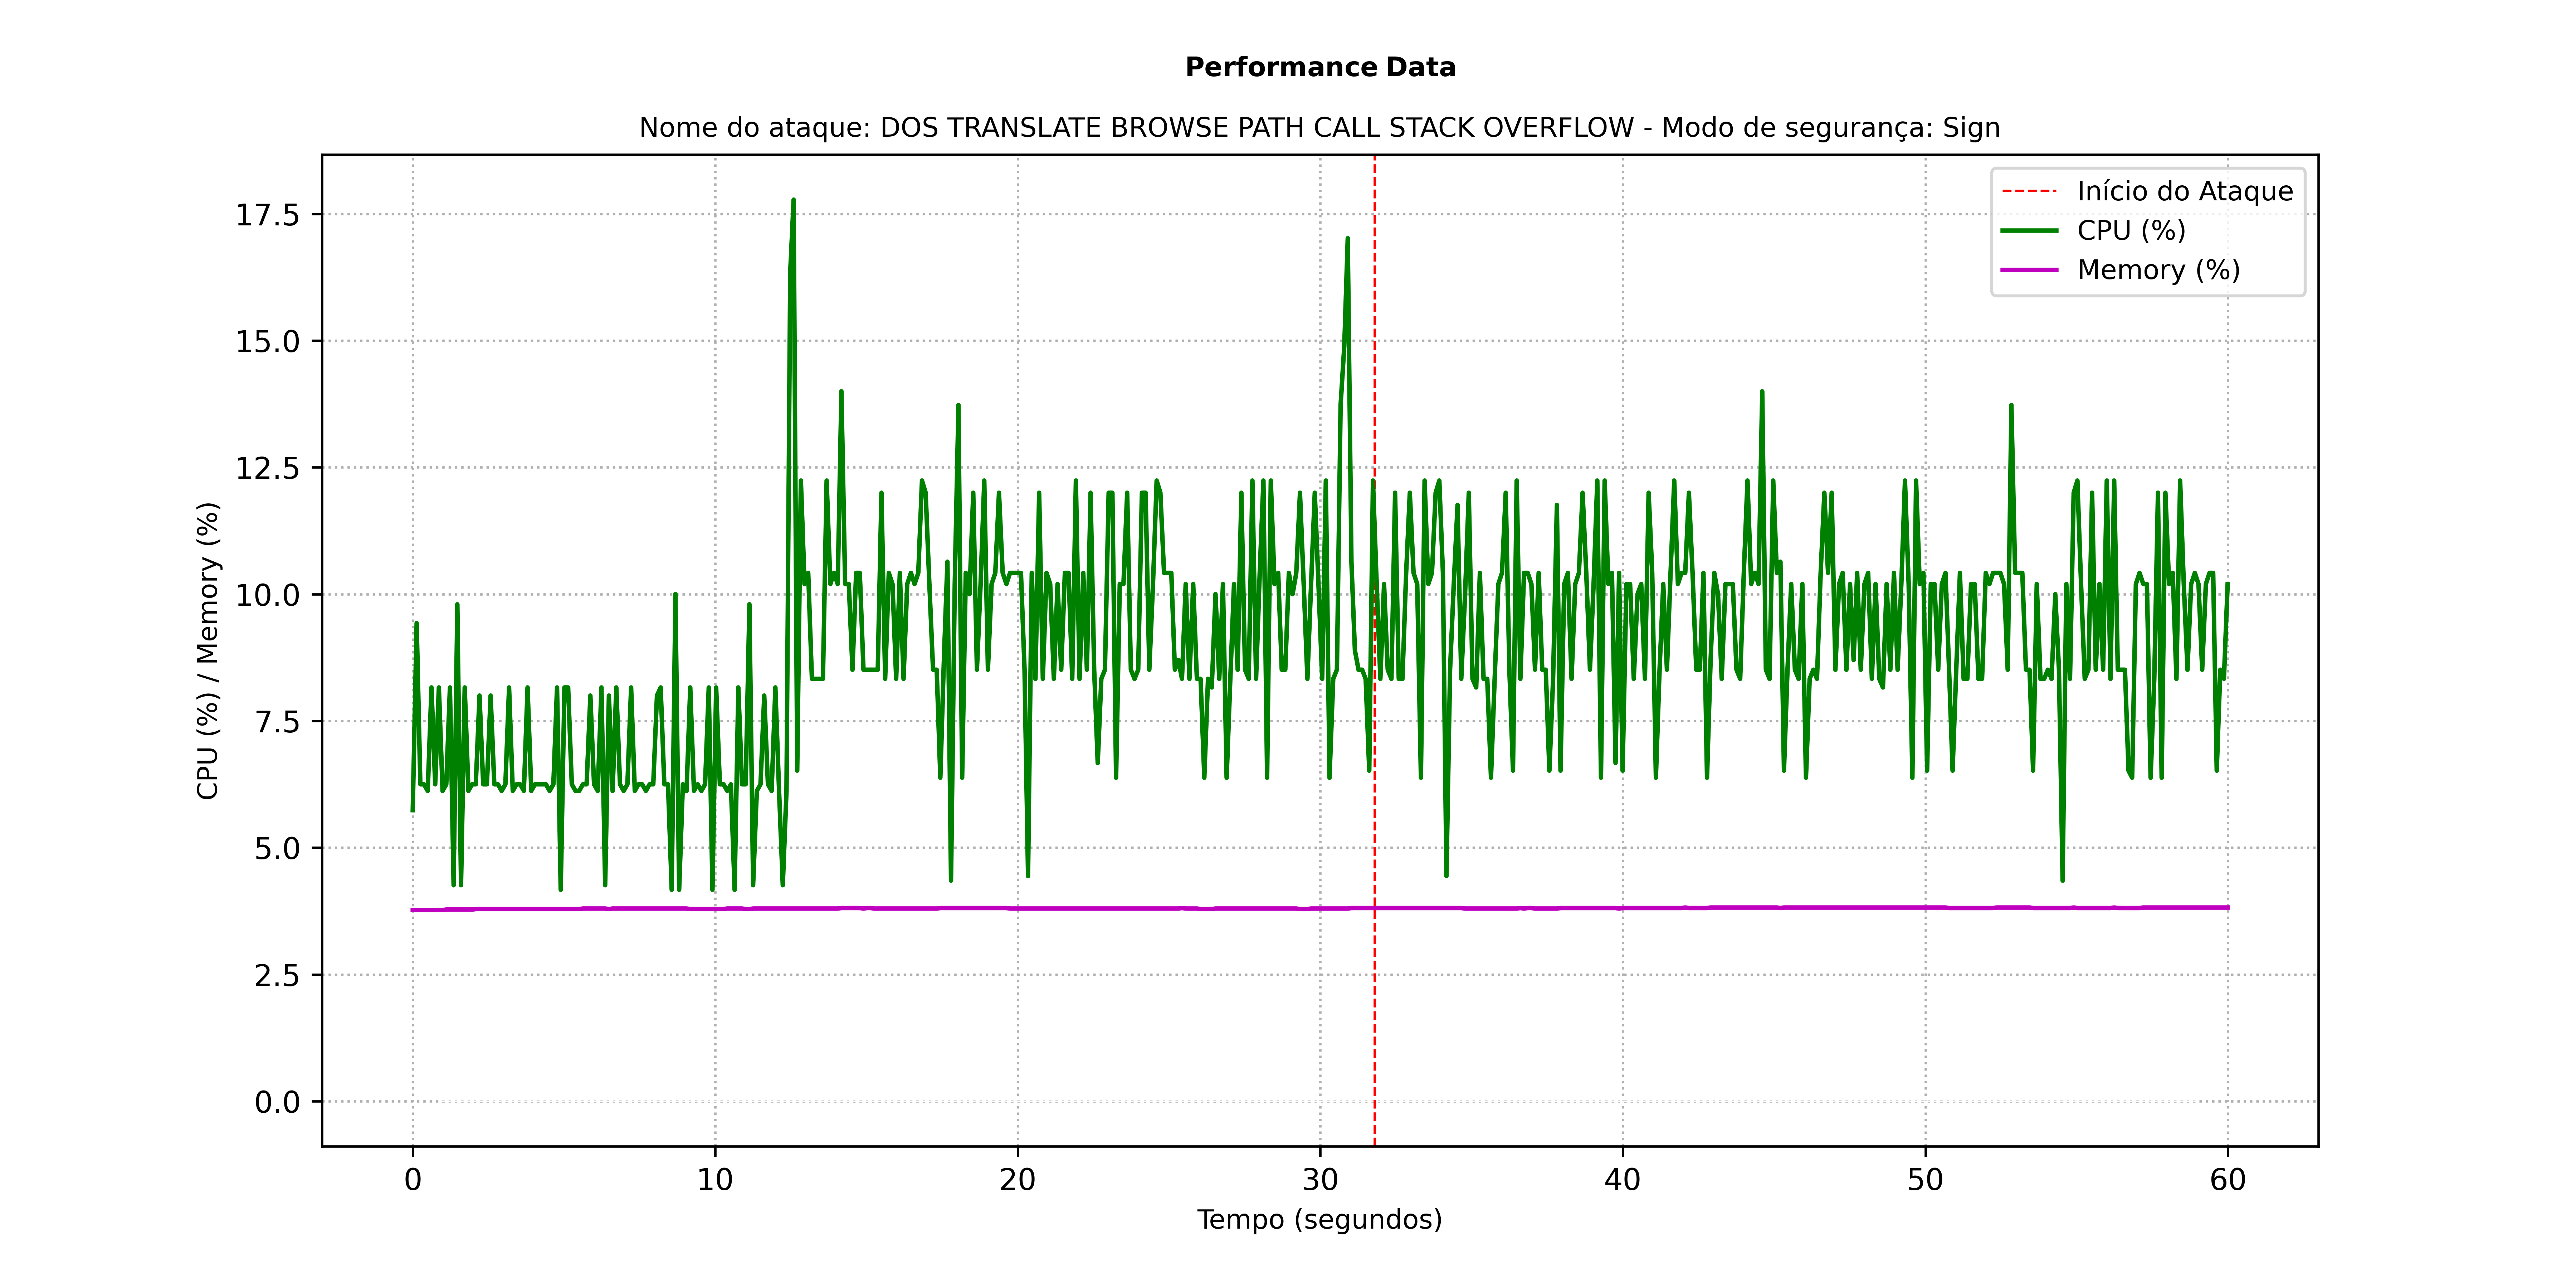 Performance Data
Nome do ataque: DOS TRANSLATE BROWSE PATH CALL STACK OVERFLOW - Modo de segurança: Sign
Início do Ataque
CPU (%)
Memory (%)
17.5
15.0
12.5
10.0
7.5
5.0
2.5
0.0
CPU (%) / Memory (%)
0 10 20 30 40 50 60
Tempo (segundos)